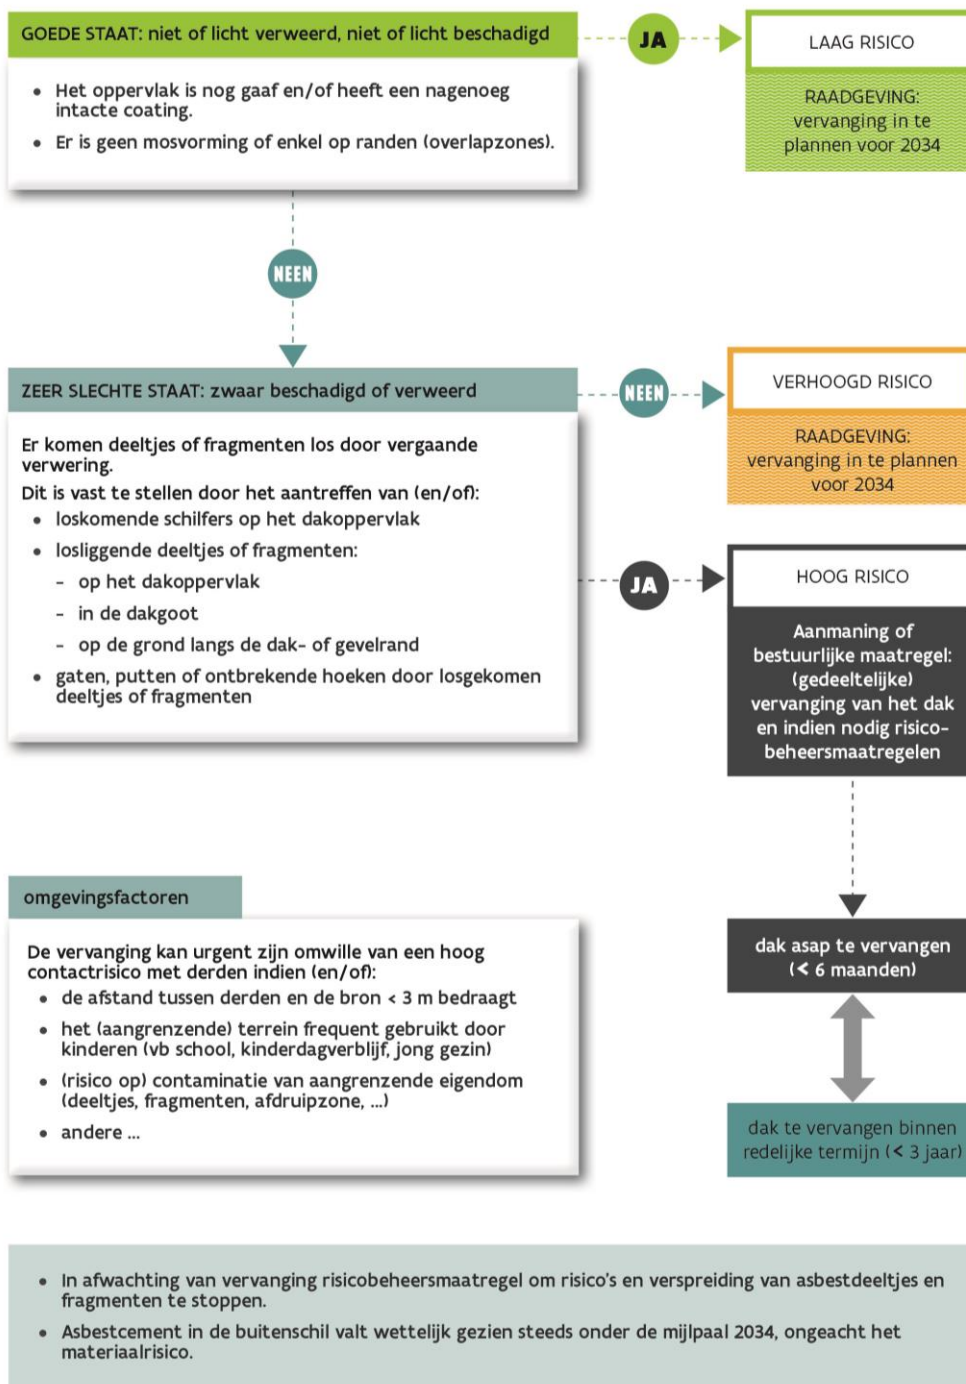 GOEDE STAAT: niet of licht verweerd, niet of licht beschadigd
• Het oppervlak is nog gaaf en/of heeft een nagenoeg
intacte coating.
• Er is geen mosvorming of enkel op randen (overlapzones).
JA
LAAG RISICO
RAADGEVING:
vervanging in te
plannen voor 2034
NEEN
ZEER SLECHTE STAAT: zwaar beschadigd of verweerd
Er komen deeltjes of fragmenten los door vergaande
verwering.
Dit is vast te stellen door het aantreffen van (en/of):
• loskomende schilfers op het dakoppervlak
• losliggende deeltjes of fragmenten:
- op het dakoppervlak
- in de dakgoot
- op de grond langs de dak- of gevelrand
• gaten, putten of ontbrekende hoeken door losgekomen
deeltjes of fragmenten
NEEN
VERHOOGD RISICO
RAADGEVING:
vervanging in te plannen
voor 2034
JA
HOOG RISICO
Aanmaning of
bestuurlijke maatregel:
(gedeeltelijke)
vervanging van het dak
en indien nodig risico-
beheersmaatregelen
omgevingsfactoren
De vervanging kan urgent zijn omwille van een hoog
contactrisico met derden indien (en/of):
• de afstand tussen derden en de bron < 3 m bedraagt
• het (aangrenzende) terrein frequent gebruikt door
kinderen (vb school, kinderdagverblijf, jong gezin)
• (risico op) contaminatie van aangrenzende eigendom
(deeltjes, fragmenten, afdruipzone, ...)
• andere ...
dak asap te vervangen
(< 6 maanden)
dak te vervangen binnen
redelijke termijn (< 3 jaar)
• In afwachting van vervanging risicobeheersmaatregel om risico's en verspreiding van asbestdeeltjes en
fragmenten te stoppen.
• Asbestcement in de buitenschil valt wettelijk gezien steeds onder de mijlpaal 2034, ongeacht het
materiaalrisico.